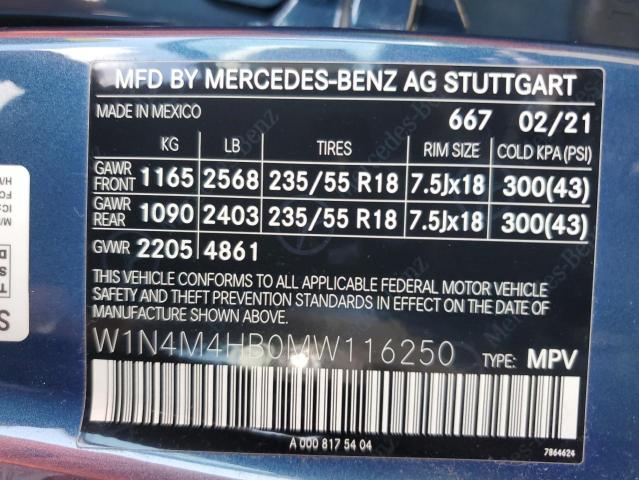 MFD BY MERCEDES-BENZ AG STUTTGART
MADE IN MEXICO 667 02/21
KG LB TIRES RIM SIZE COLD KPA(PSI)
GAWR FRONT 1165 2568 235/55 R18 7.5Jx18 300(43)
GAWR REAR 1090 2403 235/55 R18 7.5Jx18 300(43)
GVWR 2205 4861
THIS VEHICLE CONFORMS TO ALL APPLICABLE FEDERAL MOTOR VEHICLE
SAFETY AND THEFT PREVENTION STANDARDS IN EFFECT ON THE DATE OF
MANUFACTURE SHOWN ABOVE.
W1N4M4HB0MW116250 TYPE: MPV
A 000 817 54 04
7864624